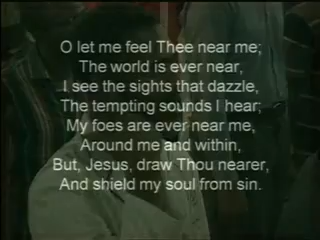 O let me feel Thee near me;
The world is ever near,
I see the sights that dazzle,
The tempting sounds I hear;
My foes are ever near me,
Around me and within,
But, Jesus, draw Thou nearer,
And shield my soul from sin.